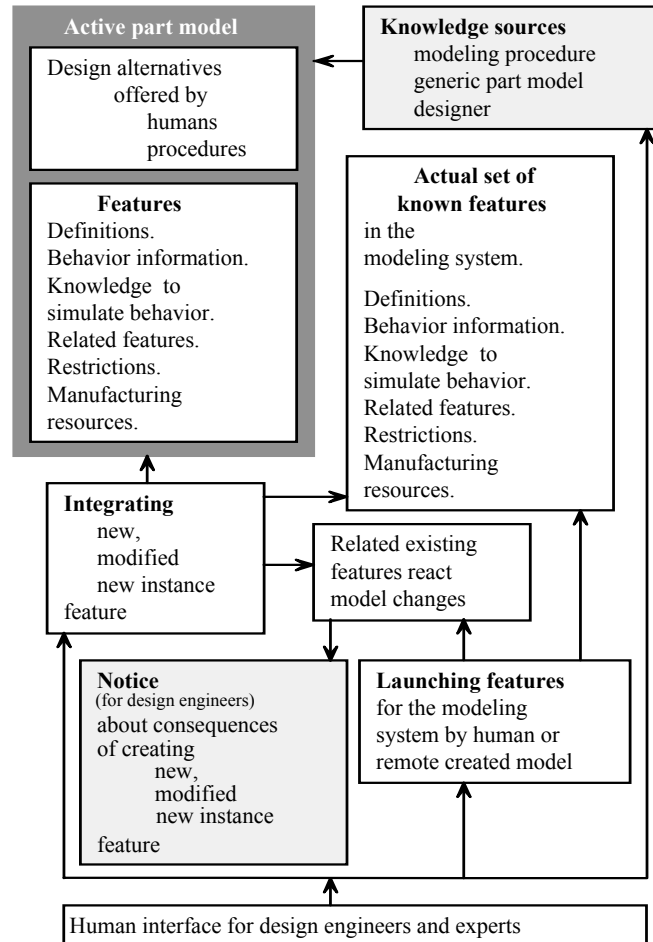 Active part model
Design alternatives
offered by
humans
procedures
Features
Definitions.
Behavior information.
Knowledge to
simulate behavior.
Related features.
Restrictions.
Manufacturing
resources.
Knowledge sources
modeling procedure
generic part model
designer
Actual set of
known features
in the
modeling system.
Definitions.
Behavior information.
Knowledge to
simulate behavior.
Related features.
Restrictions.
Manufacturing
resources.
Integrating
new,
modified
new instance
feature
Related existing
features react
model changes
Notice
(for design engineers)
about consequences
of creating
new,
modified
new instance
feature
Launching features
for the modeling
system by human or
remote created model
Human interface for design engineers and experts